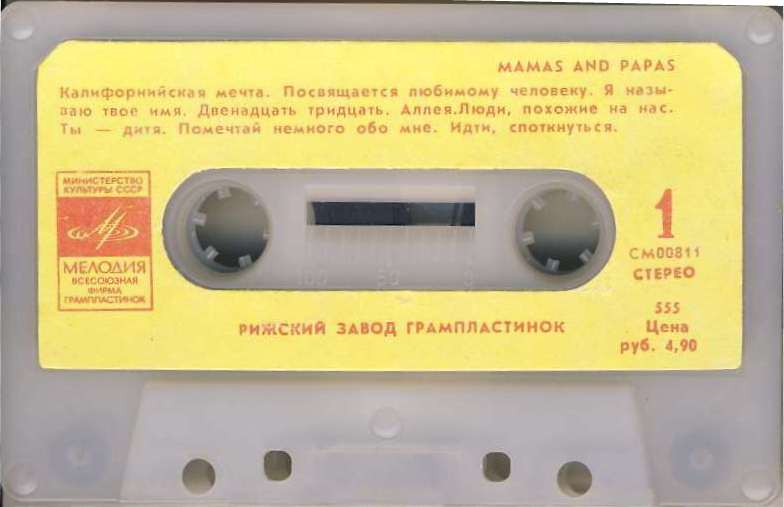 MAMAS AND PAPAS
Калифорнийская мечта. Посвящается любимому человеку. Я назы-
ваю твое имя. Двенадцать тридцать. Аллея.Люди, похожие на нас.
Ты — дитя. Помечтай немного обо мне. Идти, споткнуться.
МИНИСТЕРСТВО
КУЛЬТУРЫ СССР
МЕЛОДИЯ
ВСЕСОЮЗНАЯ
ФИРМА
ГРАМПЛАСТИНОК
1
СМ00811
СТЕРЕО
100 50
РИЖСКИЙ ЗАВОД ГРАМПЛАСТИНОК
555
Цена
руб. 4,90